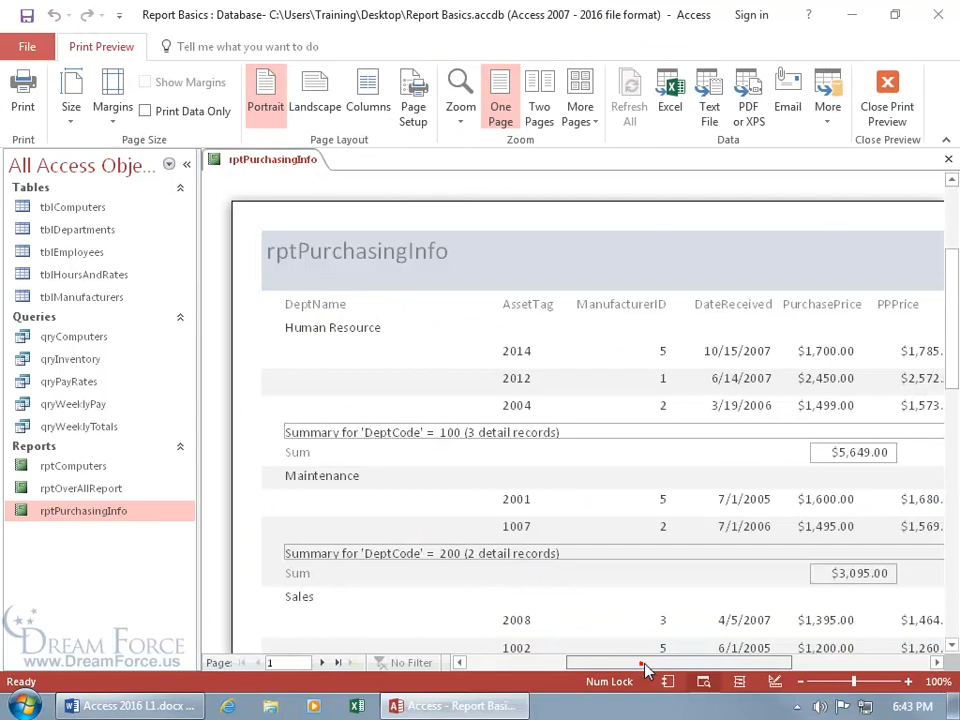 Report Basics : Database- C:\Users\Training\Desktop\Report Basics.accdb (Access 2007 - 2016 file format) - Access
Sign in
?
File
Print Preview
Tell me what you want to do
Print
Size
Margins
Show Margins
Print Data Only
Portrait
Landscape
Columns
Page Setup
Zoom
One Page
Two Pages
More Pages
Refresh All
Excel
Text File
PDF or XPS
Email
More
Close Print Preview
Print
Page Size
Page Layout
Zoom
Data
Close Preview
All Access Obje...
rptPurchasingInfo
Tables
tblComputers
tblDepartments
tblEmployees
tblHoursAndRates
tblManufacturers
Queries
qryComputers
qryInventory
qryPayRates
qryWeeklyPay
qryWeeklyTotals
Reports
rptComputers
rptOverAllReport
rptPurchasingInfo
rptPurchasingInfo
DeptName AssetTag ManufacturerID DateReceived PurchasePrice PPPrice
Human Resource
2014 5 10/15/2007 $1,700.00 $1,785.
2012 1 6/14/2007 $2,450.00 $2,572.
2004 2 3/19/2006 $1,499.00 $1,573.
Summary for 'DeptCode' = 100 (3 detail records)
Sum $5,649.00
Maintenance
2001 5 7/1/2005 $1,600.00 $1,680.
1007 2 7/1/2006 $1,495.00 $1,569.
Summary for 'DeptCode' = 200 (2 detail records)
Sum $3,095.00
Sales
2008 3 4/5/2007 $1,395.00 $1,464.
1002 5 6/1/2005 $1,200.00 $1,260.
DREAM FORCE
www.DreamForce.us
Page: 1
No Filter
Ready
Num Lock
100%
Access 2016 L1.docx ...
Access - Report Basi...
6:43 PM